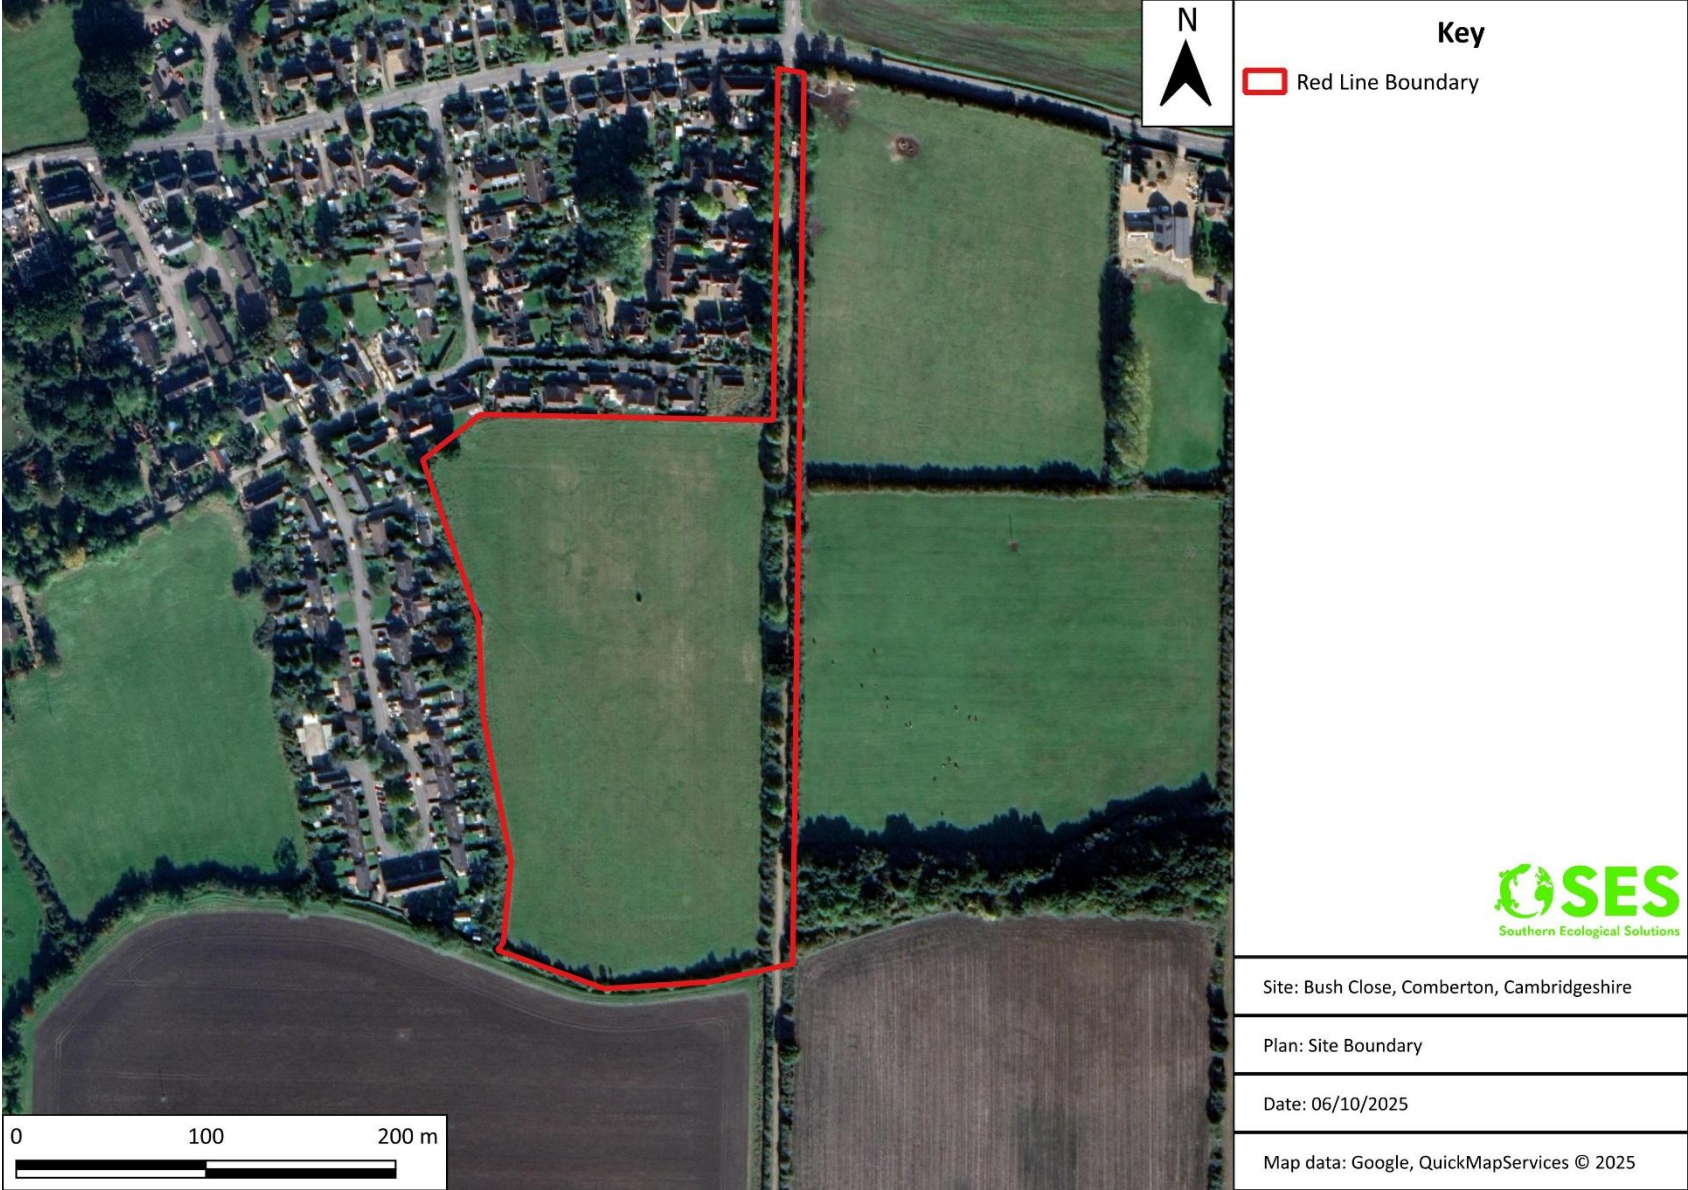 N
Key
Red Line Boundary
SES
Southern Ecological Solutions
Site: Bush Close, Comberton, Cambridgeshire
Plan: Site Boundary
Date: 06/10/2025
Map data: Google, QuickMapServices © 2025
0 100 200 m